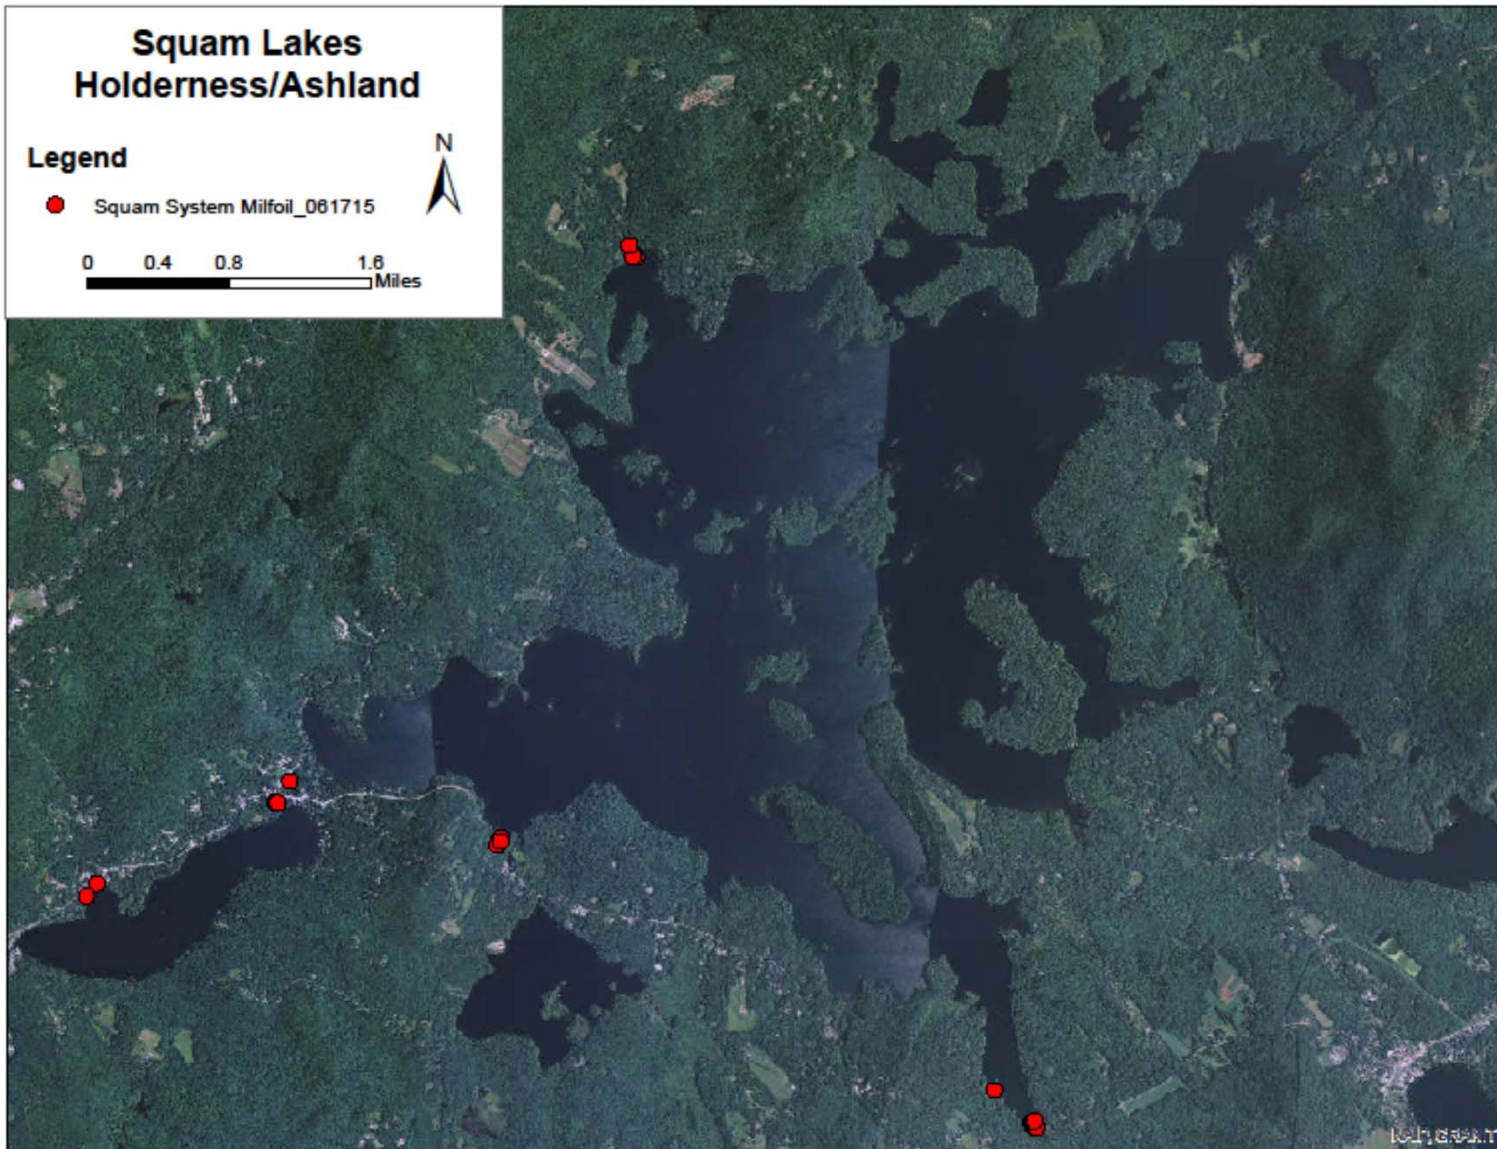 Squam Lakes
Holderness/Ashland
Legend
N
Squam System Milfoil_061715
0 0.4 0.8 1.6
Miles